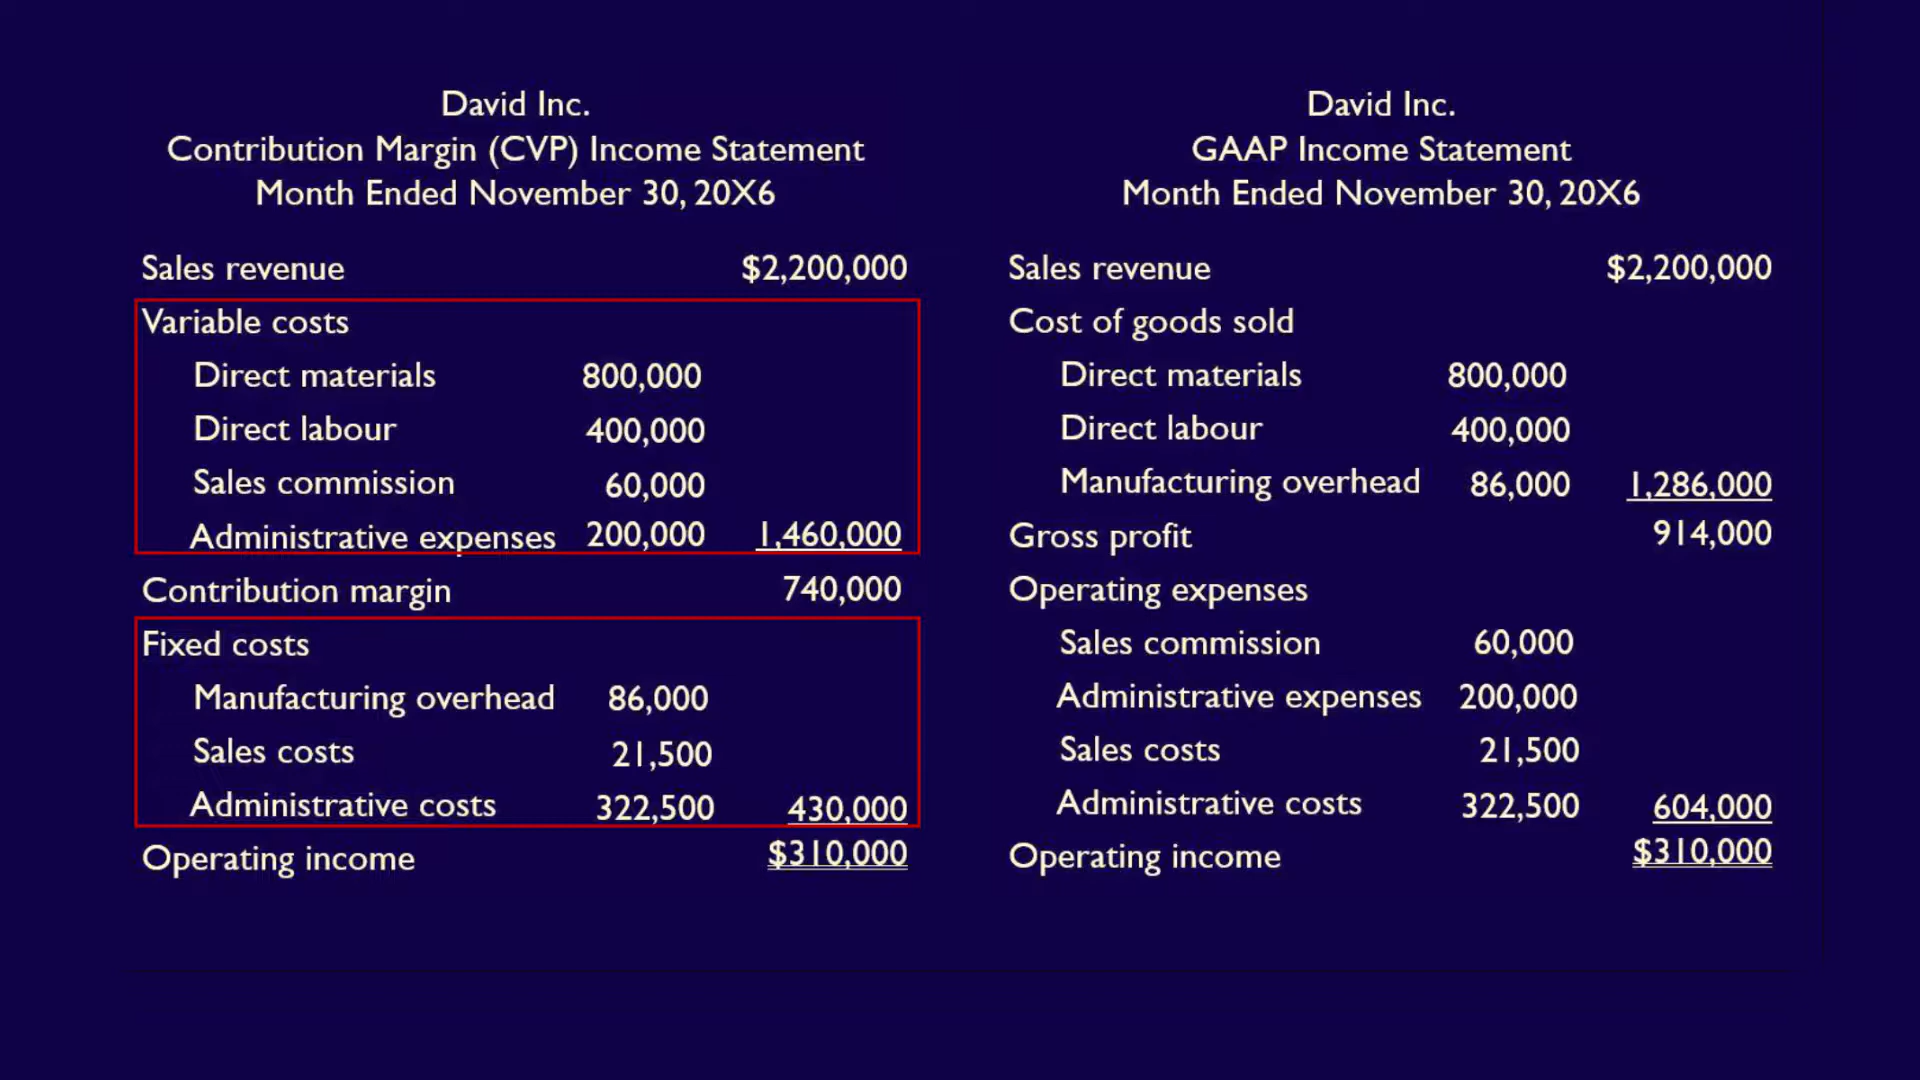 David Inc.
Contribution Margin (CVP) Income Statement
Month Ended November 30, 20X6
Sales revenue $2,200,000
Variable costs
Direct materials 800,000
Direct labour 400,000
Sales commission 60,000
Administrative expenses 200,000 1,460,000
Contribution margin 740,000
Fixed costs
Manufacturing overhead 86,000
Sales costs 21,500
Administrative costs 322,500 430,000
Operating income $310,000
David Inc.
GAAP Income Statement
Month Ended November 30, 20X6
Sales revenue $2,200,000
Cost of goods sold
Direct materials 800,000
Direct labour 400,000
Manufacturing overhead 86,000 1,286,000
Gross profit 914,000
Operating expenses
Sales commission 60,000
Administrative expenses 200,000
Sales costs 21,500
Administrative costs 322,500 604,000
Operating income $310,000